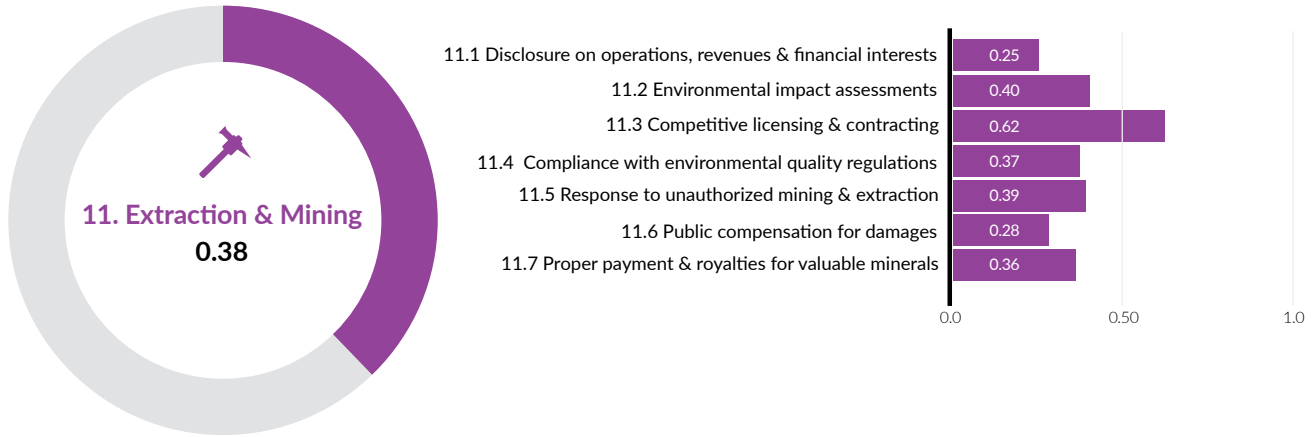 11. Extraction & Mining
0.38
11.1 Disclosure on operations, revenues & financial interests 0.25
11.2 Environmental impact assessments 0.40
11.3 Competitive licensing & contracting 0.62
11.4 Compliance with environmental quality regulations 0.37
11.5 Response to unauthorized mining & extraction 0.39
11.6 Public compensation for damages 0.28
11.7 Proper payment & royalties for valuable minerals 0.36
0.0 0.50 1.0